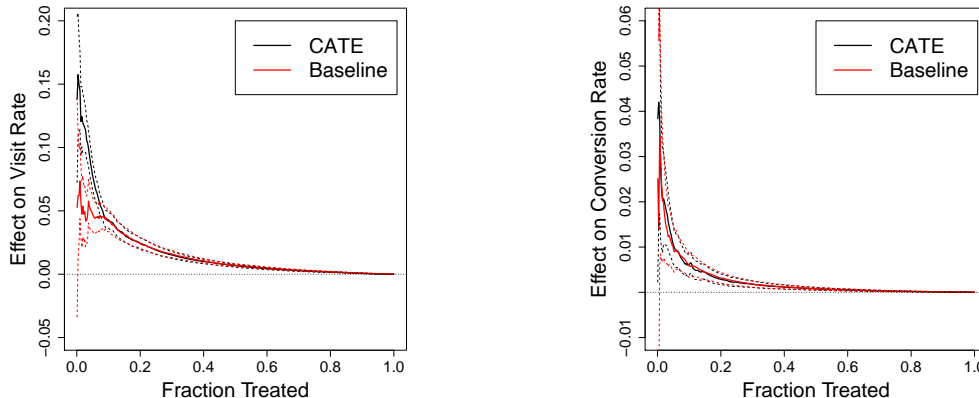 Effect on Visit Rate
0.20
0.15
0.10
0.05
0.00
−0.05
CATE
Baseline
0.0 0.2 0.4 0.6 0.8 1.0
Fraction Treated
Effect on Conversion Rate
0.06
0.05
0.04
0.03
0.02
0.01
−0.01
CATE
Baseline
0.0 0.2 0.4 0.6 0.8 1.0
Fraction Treated